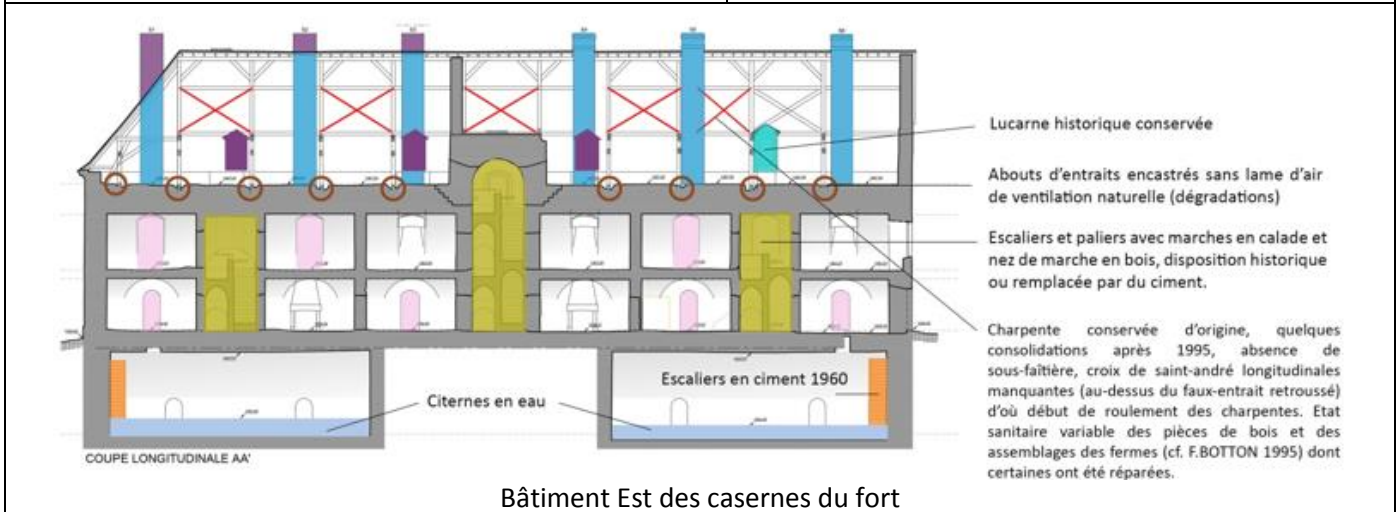 Lucarne historique conservée
Abouts d'entraits encastrés sans lame d'air
de ventilation naturelle (dégradations)
Escaliers et paliers avec marches en calade et
nez de marche en bois, disposition historique
ou remplacée par du ciment.
Charpente conservée d'origine, quelques
consolidations après 1995, absence de
sous-faîtière, croix de saint-andré longitudinales
manquantes (au-dessus du faux-entrait retroussé)
d'où début de roulement des charpentes. Etat
sanitaire variable des pièces de bois et des
assemblages des fermes (cf. F.BOTTON 1995) dont
certaines ont été réparées.
Escaliers en ciment 1960
Citernes en eau
COUPE LONGITUDINALE AA'
Bâtiment Est des casernes du fort